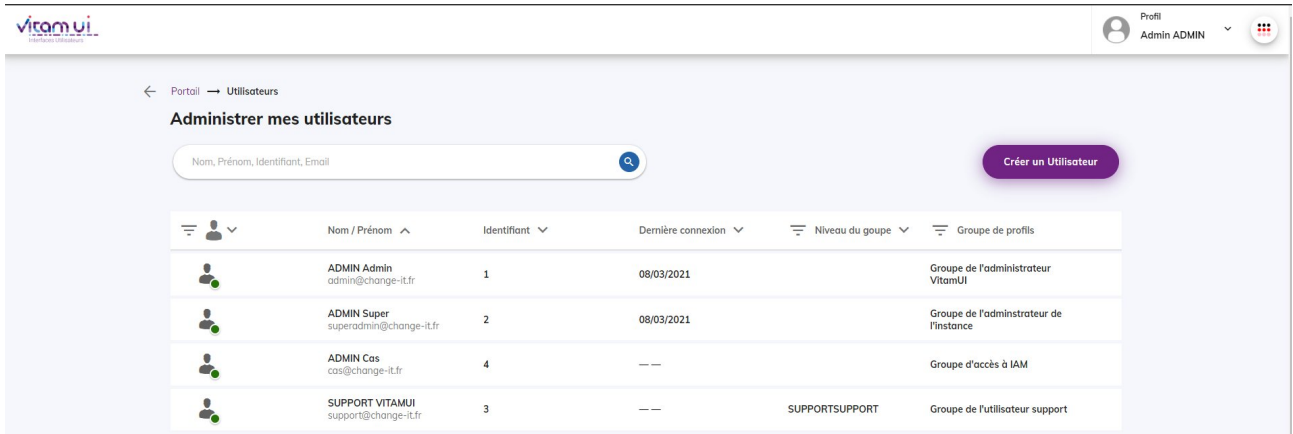 vitam ui
Interfaces Utilisateurs
Profil
Admin ADMIN
Portail → Utilisateurs
Administrer mes utilisateurs
Nom, Prénom, Identifiant, Email
Créer un Utilisateur
Nom / Prénom Identifiant Dernière connexion Niveau du goupe Groupe de profils
ADMIN Admin 1 08/03/2021 Groupe de l'administrateur
admin@change-it.fr VitamUI
ADMIN Super 2 08/03/2021 Groupe de l'adminstrateur de
superadmin@change-it.fr l'instance
ADMIN Cas 4 — — Groupe d'accès à IAM
cas@change-it.fr
SUPPORT VITAMUI 3 — — SUPPORTSUPPORT Groupe de l'utilisateur support
support@change-it.fr